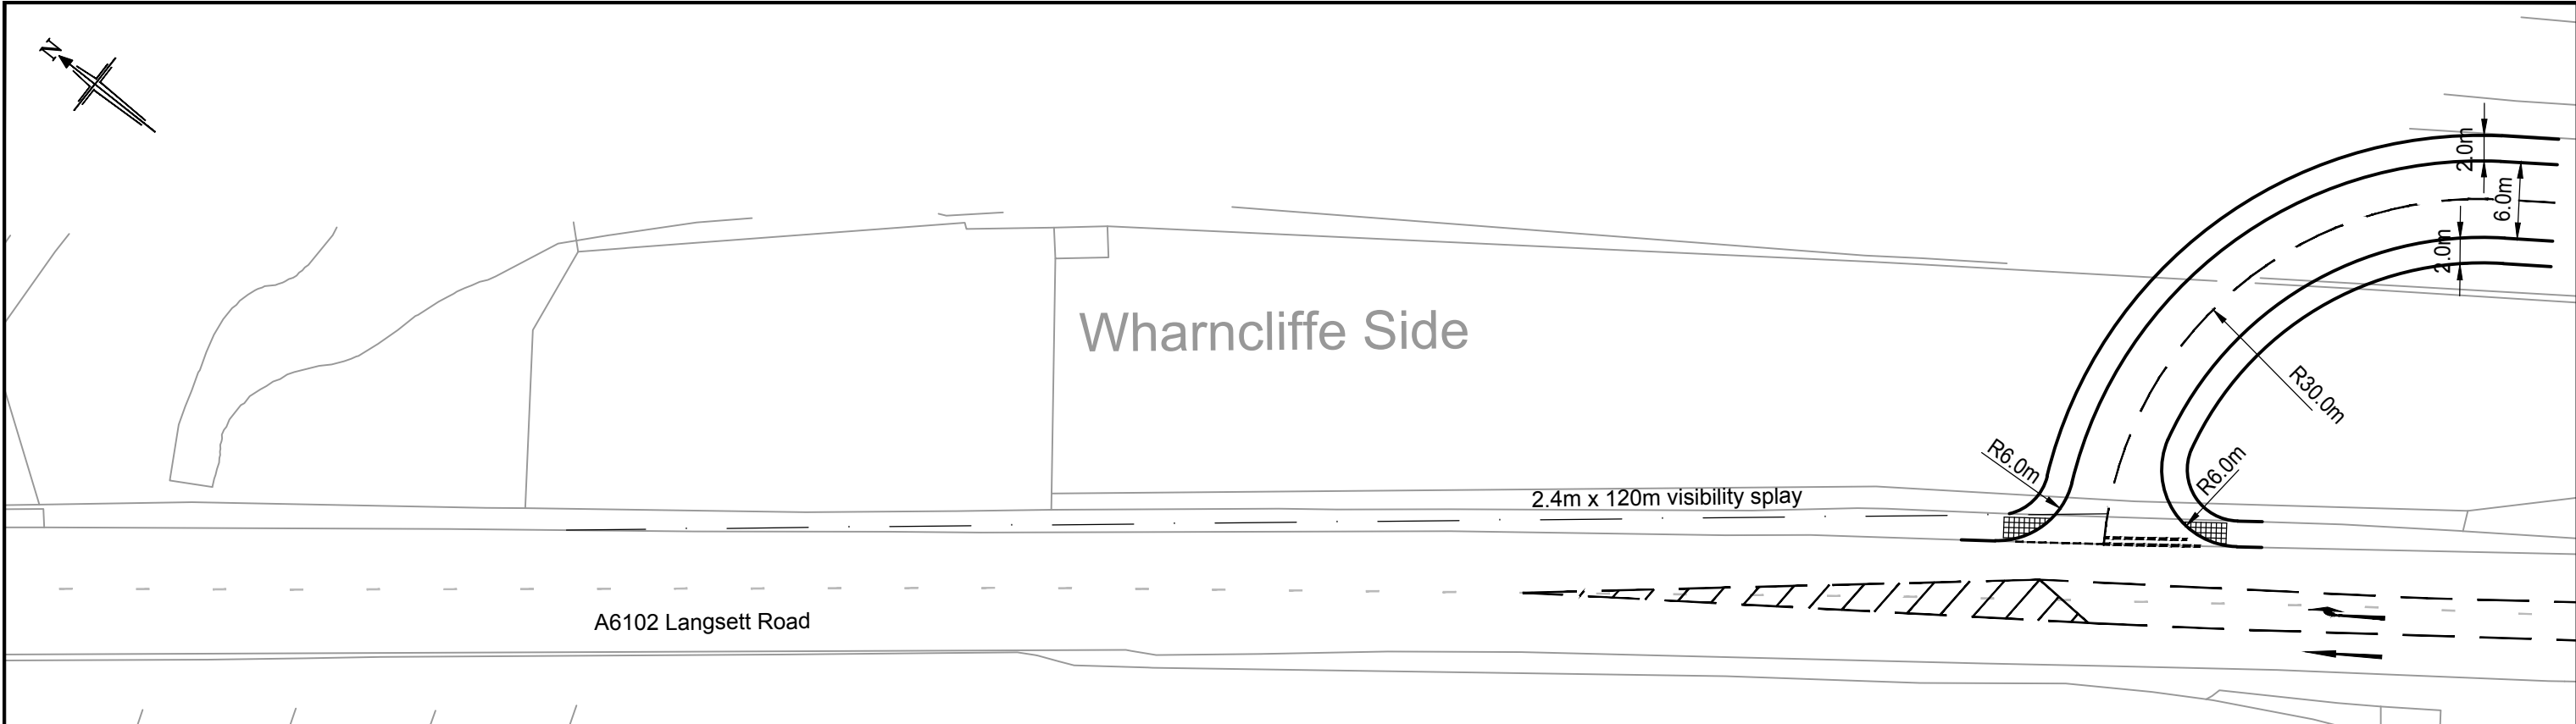 N
2.0m
6.0m
2.0m
Wharncliffe Side
R30.0m
R6.0m
R6.0m
2.4m x 120m visibility splay
A6102 Langsett Road